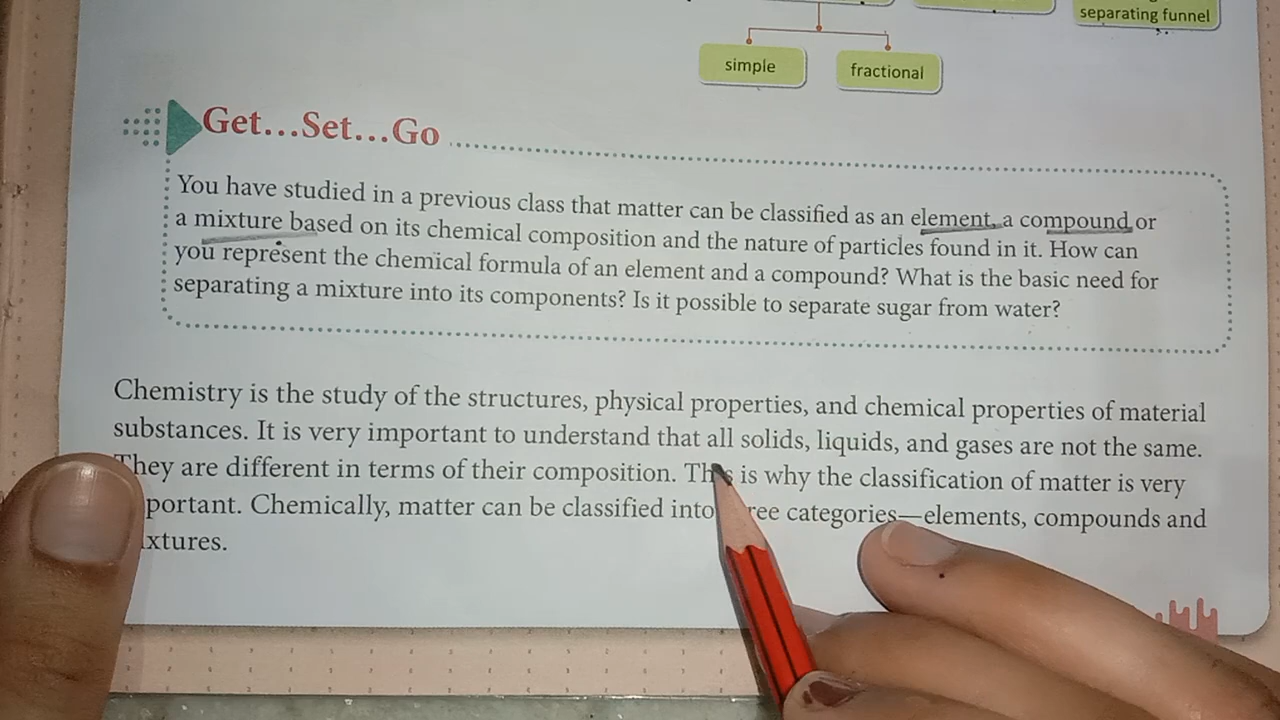 separating funnel
simple
fractional
Get...Set...Go
You have studied in a previous class that matter can be classified as an element, a compound or
a mixture based on its chemical composition and the nature of particles found in it. How can
you represent the chemical formula of an element and a compound? What is the basic need for
separating a mixture into its components? Is it possible to separate sugar from water?
Chemistry is the study of the structures, physical properties, and chemical properties of material
substances. It is very important to understand that all solids, liquids, and gases are not the same.
They are different in terms of their composition. This is why the classification of matter is very
portant. Chemically, matter can be classified into ree categories—elements, compounds and
ixtures.